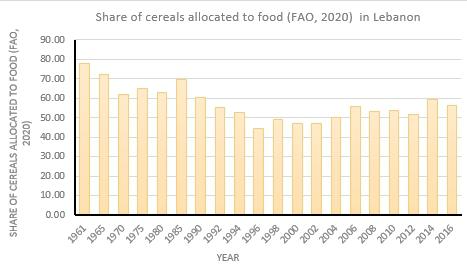 Share of cereals allocated to food (FAO, 2020)  in Lebanon
SHARE OF CEREALS ALLOCATED TO FOOD (FAO,
2020)
90.00
80.00
70.00
60.00
50.00
40.00
30.00
20.00
10.00
0.00
1961 1965 1970 1975 1980 1985 1990 1992 1994 1996 1998 2000 2002 2004 2006 2008 2010 2012 2014 2016
YEAR